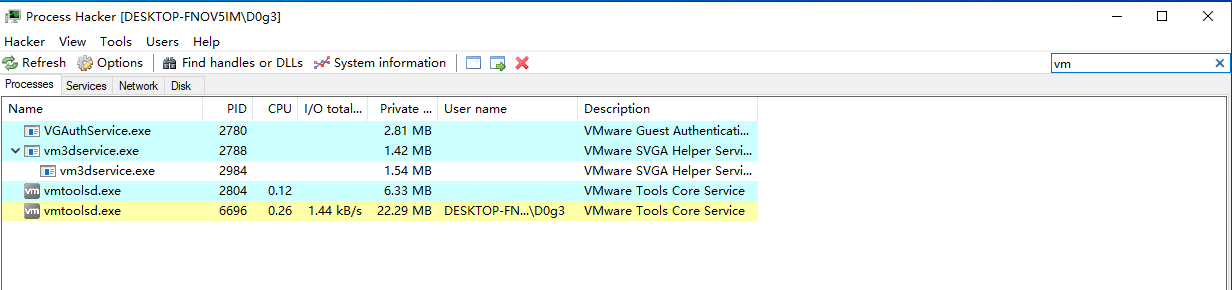 Process Hacker [DESKTOP-FNOV5IM\D0g3]
Hacker View Tools Users Help
Refresh Options Find handles or DLLs System information vm
Processes Services Network Disk
Name PID CPU I/O total... Private ... User name Description
VGAuthService.exe 2780 2.81 MB VMware Guest Authenticati...
vm3dservice.exe 2788 1.42 MB VMware SVGA Helper Servi...
vm3dservice.exe 2984 1.54 MB VMware SVGA Helper Servi...
vm vmtoolsd.exe 2804 0.12 6.33 MB VMware Tools Core Service
vm vmtoolsd.exe 6696 0.26 1.44 kB/s 22.29 MB DESKTOP-FN...\D0g3 VMware Tools Core Service